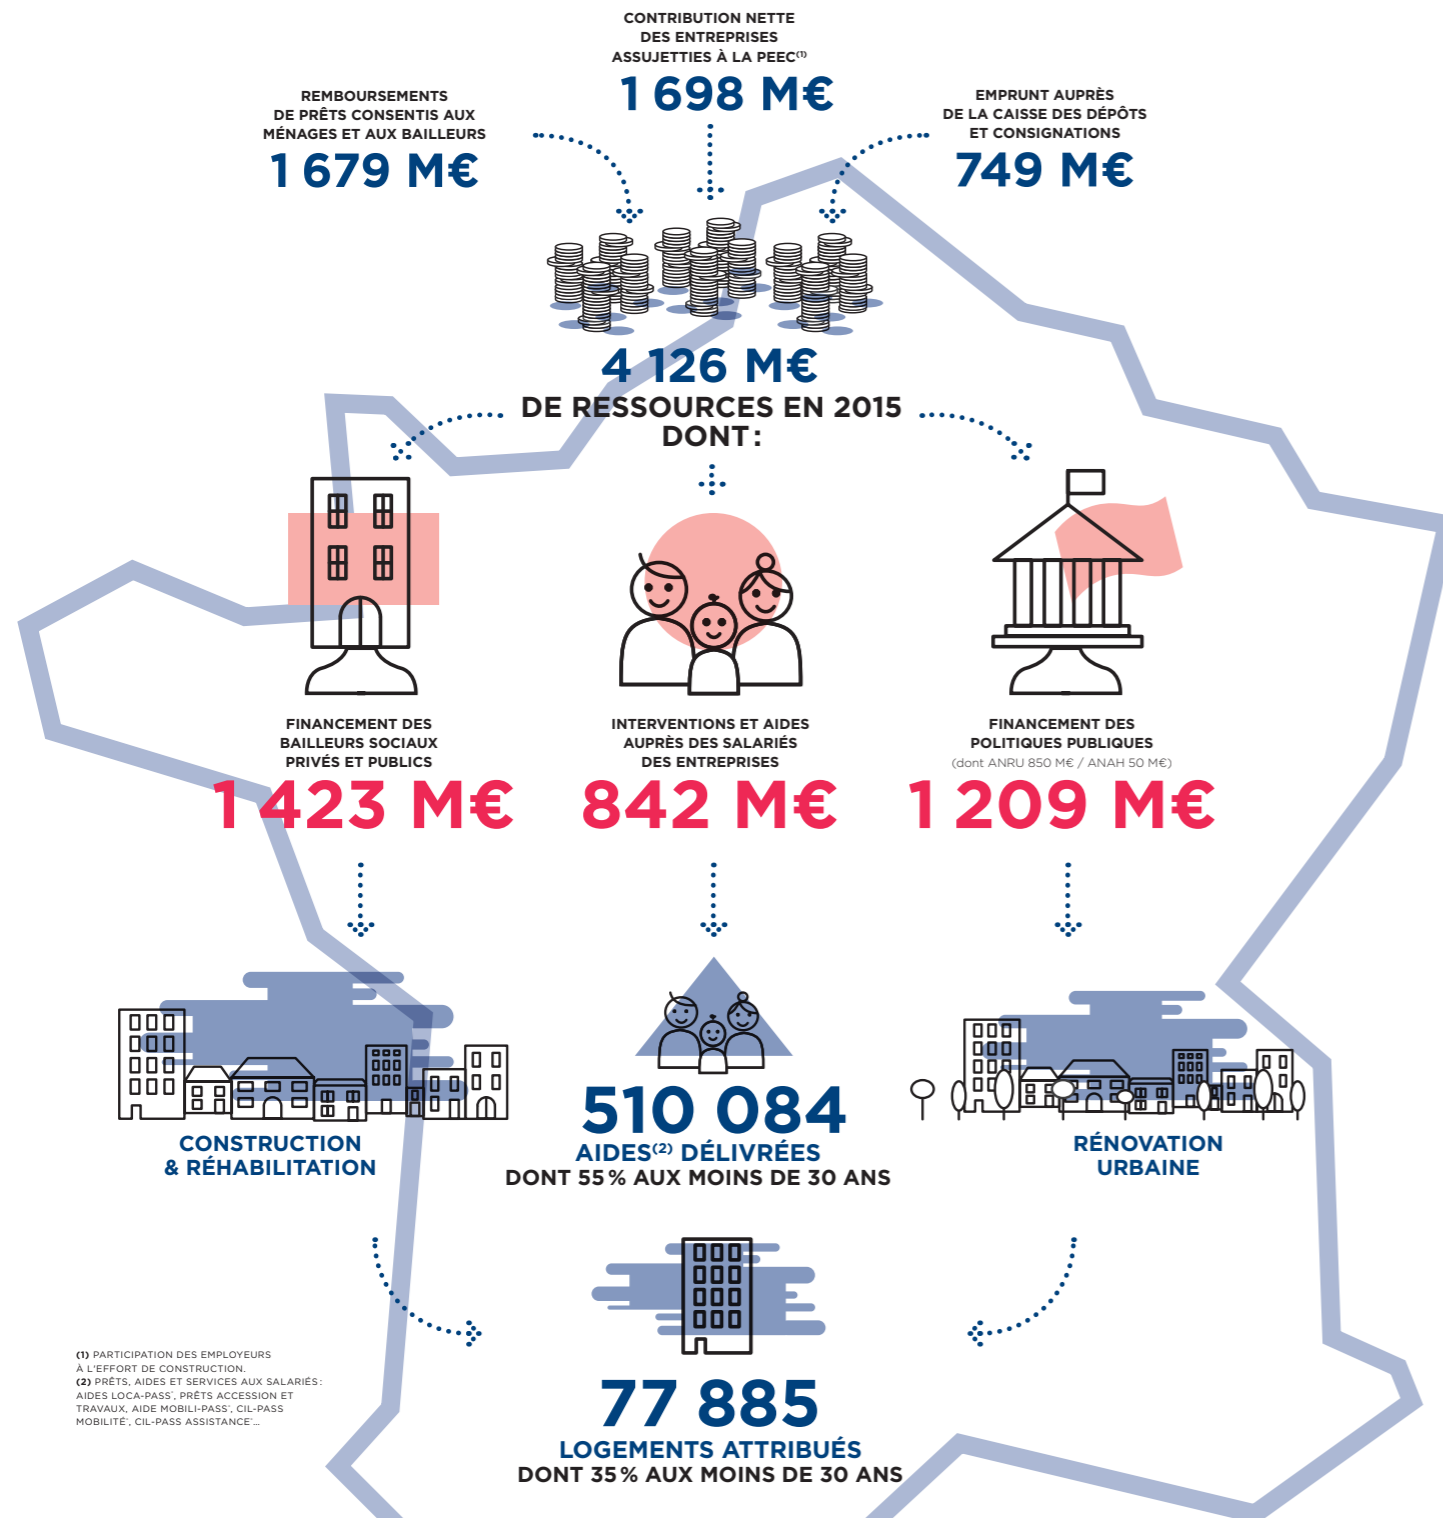 CONTRIBUTION NETTE
DES ENTREPRISES
ASSUJETTIES À LA PEEC(1)
1 698 M€
REMBOURSEMENTS
DE PRÊTS CONSENTIS AUX
MÉNAGES ET AUX BAILLEURS
1 679 M€
EMPRUNT AUPRÈS
DE LA CAISSE DES DÉPÔTS
ET CONSIGNATIONS
749 M€
4 126 M€
DE RESSOURCES EN 2015
DONT :
FINANCEMENT DES
BAILLEURS SOCIAUX
PRIVÉS ET PUBLICS
1 423 M€
INTERVENTIONS ET AIDES
AUPRÈS DES SALARIÉS
DES ENTREPRISES
842 M€
FINANCEMENT DES
POLITIQUES PUBLIQUES
(dont ANRU 850 M€ / ANAH 50 M€)
1 209 M€
CONSTRUCTION
& RÉHABILITATION
510 084
AIDES(2) DÉLIVRÉES
DONT 55 % AUX MOINS DE 30 ANS
RÉNOVATION
URBAINE
77 885
LOGEMENTS ATTRIBUÉS
DONT 35 % AUX MOINS DE 30 ANS
(1) PARTICIPATION DES EMPLOYEURS
À L'EFFORT DE CONSTRUCTION.
(2) PRÊTS, AIDES ET SERVICES AUX SALARIÉS :
AIDES LOCA-PASS®, PRÊTS ACCESSION ET
TRAVAUX, AIDE MOBILI-PASS®, CIL-PASS
MOBILITÉ®, CIL-PASS ASSISTANCE®...